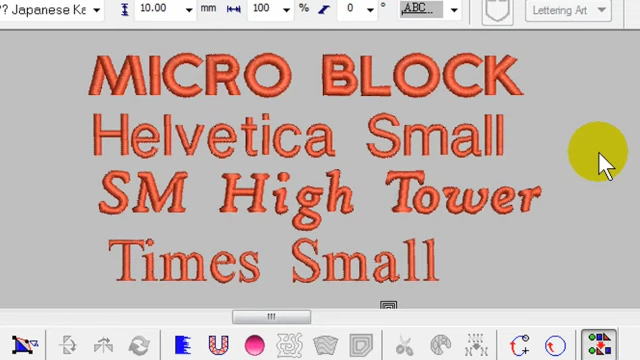 ?? Japanese Ka 10.00 mm 100 % 0 ° ABC Lettering Art
MICRO BLOCK
Helvetica Small
SM High Tower
Times Small